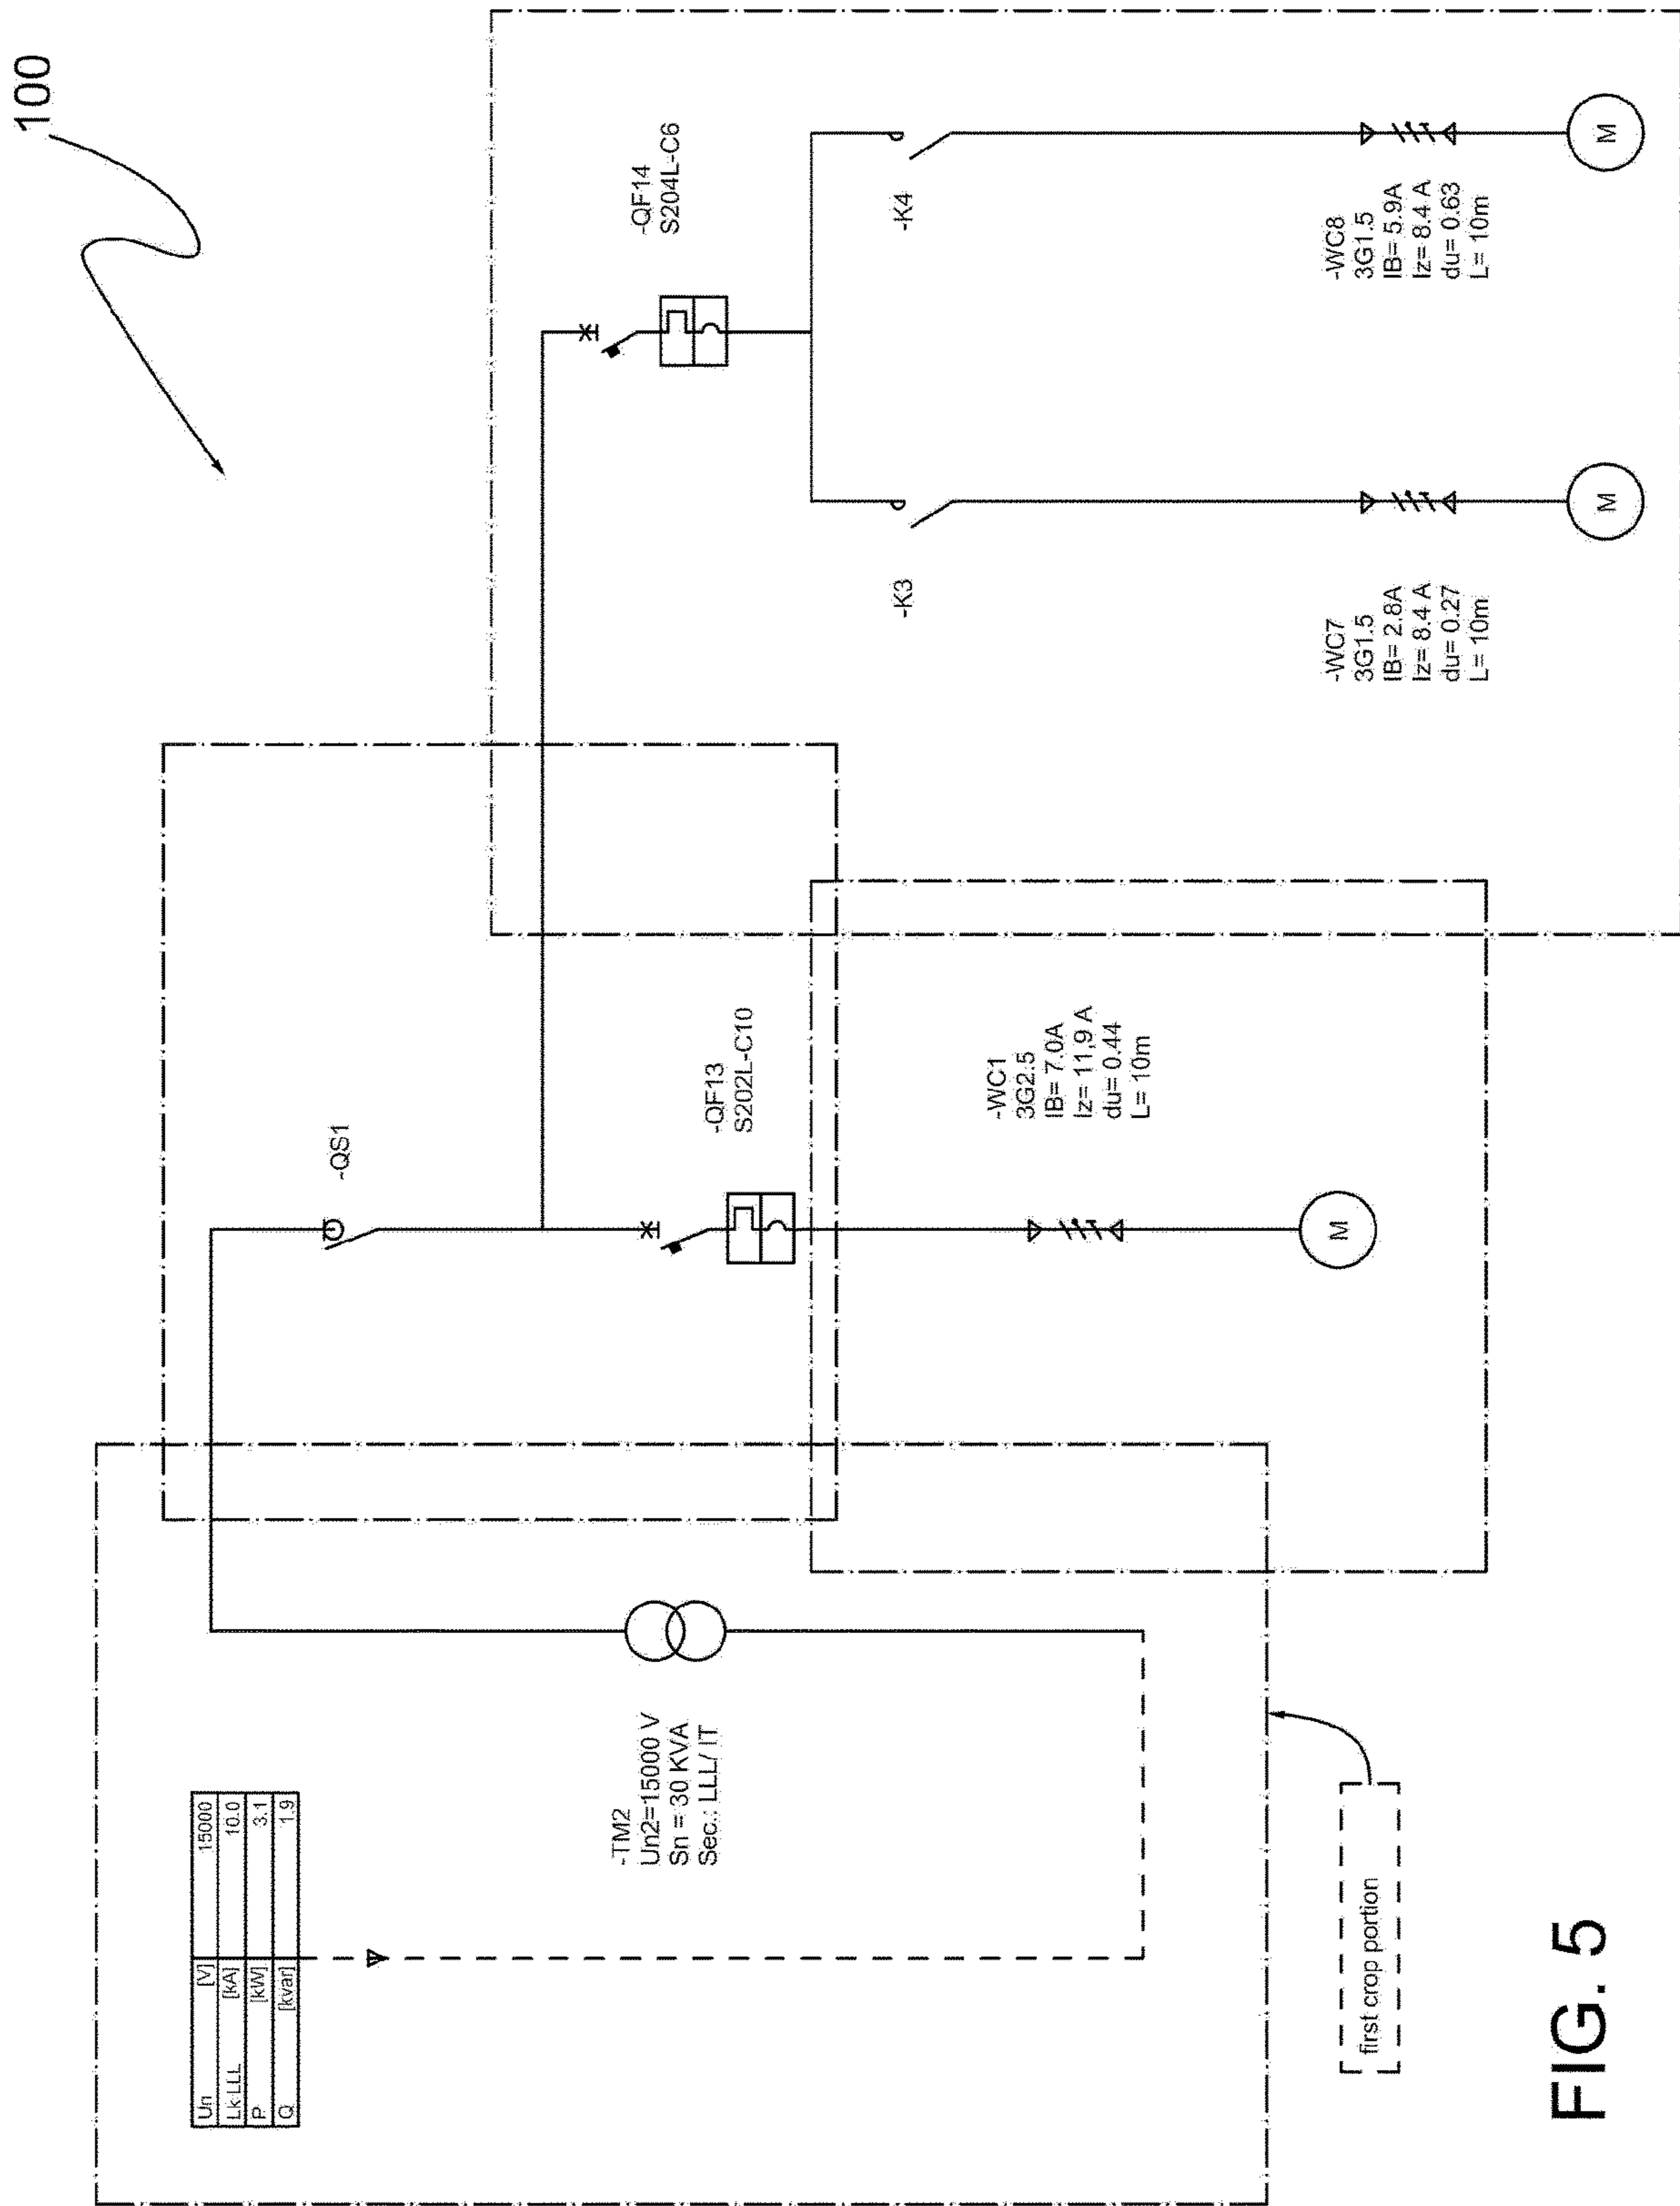 100
Un [V] 15000
Lk LLL [kA] 10.0
P [kW] 3.1
Q [kvar] 1.9
-TM2
Un2=15000 V
Sn = 30 KVA
Sec.: LLL/ IT
-QS1
-QF13
S202L-C10
-WC1
3G2.5
IB= 7.0A
Iz= 11,9 A
du= 0.44
L= 10m
M
-QF14
S204L-C6
-K3
-K4
-WC7
3G1.5
IB= 2.8A
Iz= 8.4 A
du= 0.27
L= 10m
M
-WC8
3G1.5
IB= 5.9A
Iz= 8.4 A
du= 0.63
L= 10m
M
first crop portion
FIG. 5